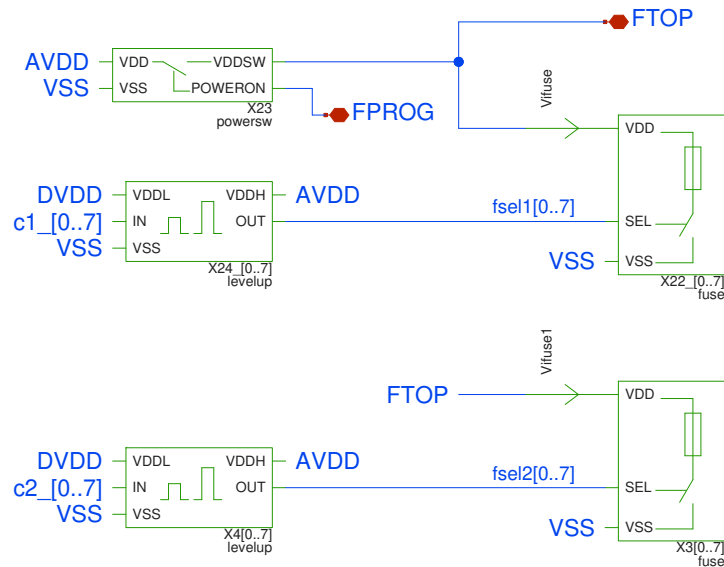 FTOP
AVDD
VDD
VDDSW
VSS
VSS
POWERON
X23
powersw
FPROG
Vifuse
VDD
DVDD
VDDL
VDDH
AVDD
c1_[0..7]
IN
OUT
fsel1[0..7]
SEL
VSS
VSS
VSS
VSS
X24_[0..7]
levelup
X22_[0..7]
fuse
Vifuse1
FTOP
VDD
DVDD
VDDL
VDDH
AVDD
c2_[0..7]
IN
OUT
fsel2[0..7]
SEL
VSS
VSS
VSS
VSS
X4[0..7]
levelup
X3[0..7]
fuse